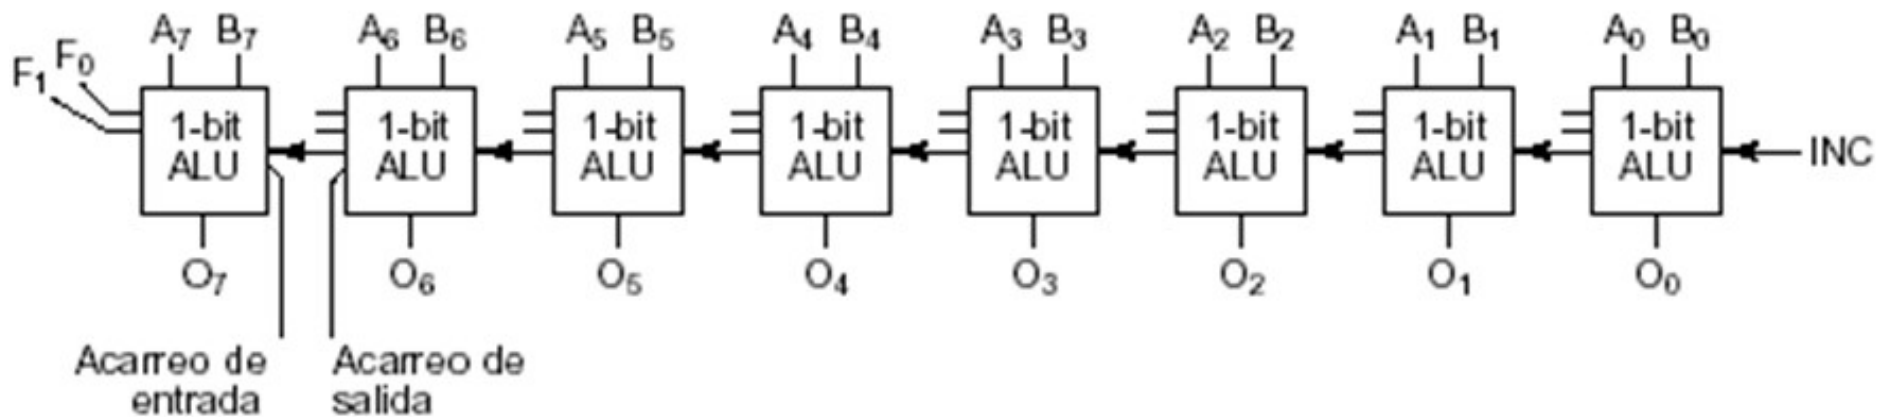 A₇ B₇ A₆ B₆ A₅ B₅ A₄ B₄ A₃ B₃ A₂ B₂ A₁ B₁ A₀ B₀
F₁ F₀
1-bit ALU
1-bit ALU
1-bit ALU
1-bit ALU
1-bit ALU
1-bit ALU
1-bit ALU
1-bit ALU
INC
O₇ O₆ O₅ O₄ O₃ O₂ O₁ O₀
Acarreo de
entrada
Acarreo de
salida